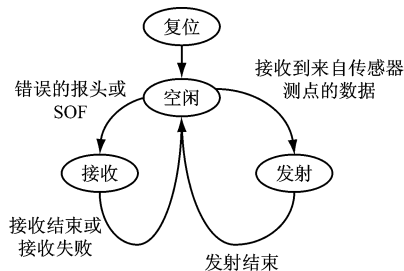 复位
错误的报头或
SOF
空闲
接收到来自传感器
测点的数据
接收
发射
接收结束或
接收失败
发射结束